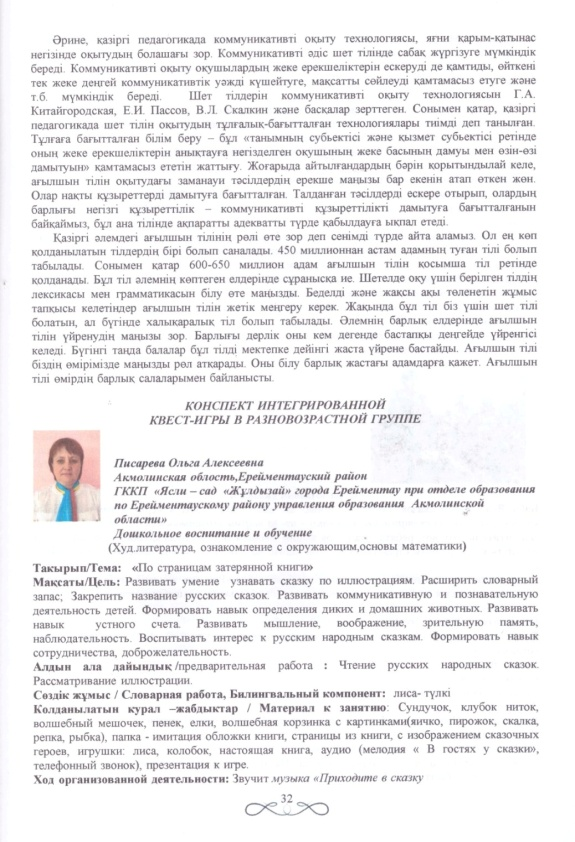 Әрине, қазіргі педагогикада коммуникативті оқыту технологиясы, яғни қарым-қатынас
негізінде оқытудың болашағы зор. Коммуникативті әдіс шет тілінде сабақ жүргізуге мүмкіндік
береді. Коммуникативті оқыту оқушылардың жеке ерекшеліктерін ескеруді де қамтиды, өйткені
тек жеке деңгей коммуникативтік уәжді күшейтуге, мақсатты сөйлеуді қамтамасыз етуге және
т.б. мүмкіндік береді. Шет тілдерін коммуникативті оқыту технологиясын Г.А.
Китайгородская, Е.И. Пассов, В.Л. Скалкин және басқалар зерттеген. Сонымен қатар, қазіргі
педагогикада шет тілін оқытудың тұлғалық-бағытталған технологиялары тиімді деп танылған.
Тұлғаға бағытталған білім беру – бұл «танымның субъектісі және қызмет субъектісі ретінде
оның жеке ерекшеліктерін анықтауға негізделген оқушының жеке басының дамуы мен өзін-өзі
дамытуын» қамтамасыз ететін жаттығу. Жоғарыда айтылғандардың бәрін қорытындылай келе,
ағылшын тілін оқытудағы заманауи тәсілдердің ерекше маңызы бар екенін атап өткен жөн.
Олар нақты құзыреттерді дамытуға бағытталған. Талданған тәсілдерді ескере отырып, олардың
барлығы негізгі құзыреттілік – коммуникативті құзыреттілікті дамытуға бағытталғанын
байқаймыз, бұл ана тілінде ақпаратты адекватты түрде қабылдауға ықпал етеді.
Қазіргі әлемдегі ағылшын тілінің рөлі өте зор деп сенімді түрде айта аламыз. Ол ең көп
қолданылатын тілдердің бірі болып саналады. 450 миллионнан астам адамның туған тілі болып
табылады. Сонымен қатар 600-650 миллион адам ағылшын тілін қосымша тіл ретінде
қолданады. Бұл тіл әлемнің көптеген елдерінде сұранысқа ие. Шетелде оқу үшін берілген тілдің
лексикасы мен грамматикасын білу өте маңызды. Беделді және жақсы ақы төленетін жұмыс
тапқысы келетіндер ағылшын тілін жетік меңгеру керек. Жақында бұл тіл біз үшін шет тілі
болатын, ал бүгінде халықаралық тіл болып табылады. Әлемнің барлық елдерінде ағылшын
тілін үйренудің маңызы зор. Барлығы дерлік оны кем дегенде бастапқы деңгейде үйренгісі
келеді. Бүгінгі таңда балалар бұл тілді мектепке дейінгі жаста үйрене бастайды. Ағылшын тілі
біздің өмірімізде маңызды рөл атқарады. Оны білу барлық жастағы адамдарға қажет. Ағылшын
тілі өмірдің барлық салаларымен байланысты.
КОНСПЕКТ ИНТЕГРИРОВАННОЙ
КВЕСТ-ИГРЫ В РАЗНОВОЗРАСТНОЙ ГРУППЕ
Писарева Ольга Алексеевна
Акмолинская облость,Ерейментауский район
ГККП «Ясли – сад «Жұлдызай» города Ерейментау при отделе образования
по Ерейментаускому району управления образования Акмолинской
области»
Дошкольное воспитание и обучение
(Худ.литература, ознакомление с окружающим,основы математики)
Такырып/Тема: «По страницам затерянной книги»
Мақсаты/Цель: Развивать умение узнавать сказку по иллюстрациям. Расширить словарный
запас; Закрепить название русских сказок. Развивать коммуникативную и познавательную
деятельность детей. Формировать навык определения диких и домашних животных. Развивать
навык устного счета. Развивать мышление, воображение, зрительную память,
наблюдательность. Воспитывать интерес к русским народным сказкам. Формировать навык
сотрудничества, доброжелательность.
Алдын ала дайындық /предварительная работа : Чтение русских народных сказок.
Рассматривание иллюстрации.
Сөздік жұмыс / Словарная работа, Билингвальный компонент: лиса- түлкі
Колданылатын курал –жабдыктар / Материал к занятию: Сундучок, клубок ниток,
волшебный мешочек, пенек, елки, волшебная корзинка с картинками(яичко, пирожок, скалка,
репка, рыбка), папка - имитация обложки книги, страницы из книги, с изображением сказочных
героев, игрушки: лиса, колобок, настоящая книга, аудио (мелодия « В гостях у сказки»,
телефонный звонок), презентация к игре.
Ход организованной деятельности: Звучит музыка «Приходите в сказку
32